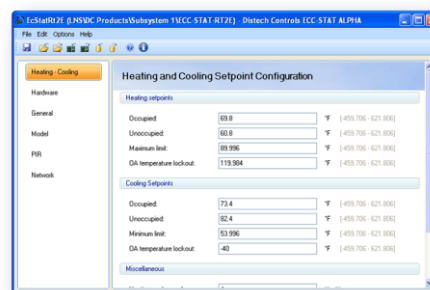 EcStatRt2E (LNS\DC Products\Subsystem 1\ECC-STAT-RT2E) - Distech Controls ECC-STAT ALPHA
File Edit Options Help
Heating - Cooling
Hardware
General
Model
PIR
Network
Heating and Cooling Setpoint Configuration
Heating setpoints
Occupied: 69.8 °F [-459.706 - 621.806]
Unoccupied: 60.8 °F [-459.706 - 621.806]
Maximum limit: 89.996 °F [-459.706 - 621.806]
OA temperature lockout: 119.984 °F [-459.706 - 621.806]
Cooling Setpoints
Occupied: 73.4 °F [-459.706 - 621.806]
Unoccupied: 82.4 °F [-459.706 - 621.806]
Minimum limit: 53.996 °F [-459.706 - 621.806]
OA temperature lockout: -40 °F [-459.706 - 621.806]
Miscellaneous